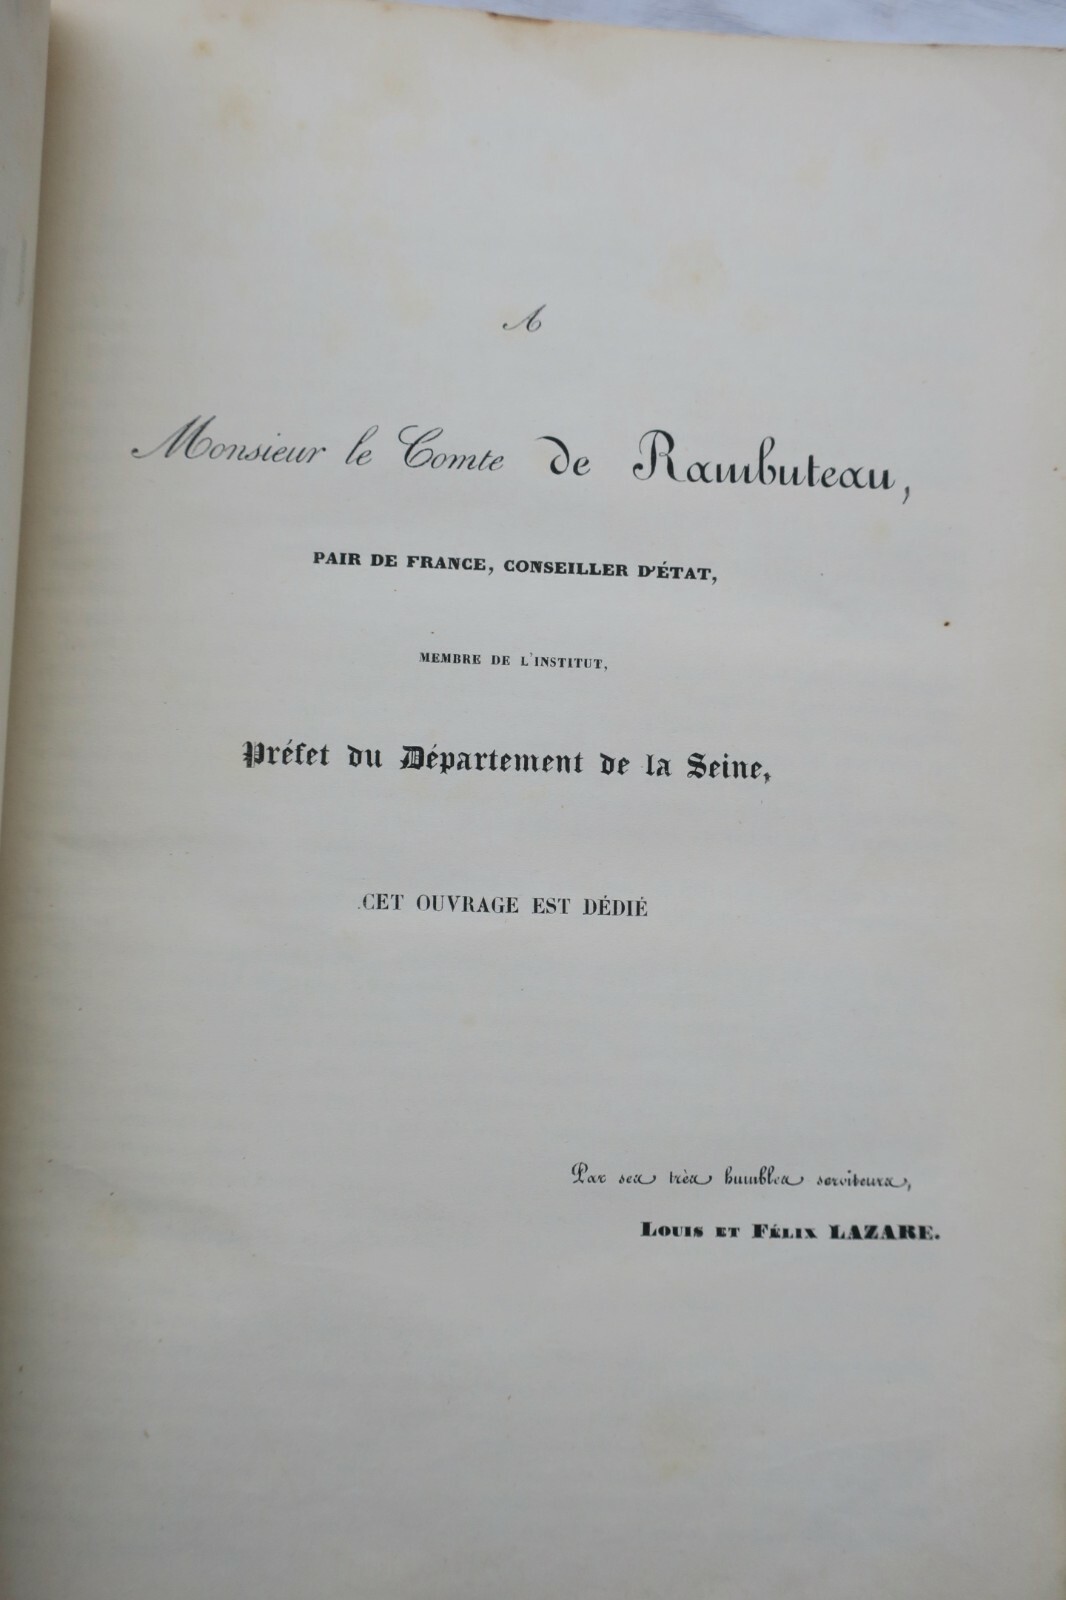 A
Monsieur le Comte de Rambuteau,
PAIR DE FRANCE, CONSEILLER D'ÉTAT,
MEMBRE DE L'INSTITUT,
Préfet du Département de la Seine,
CET OUVRAGE EST DÉDIÉ
Par ses très humbles serviteurs,
LOUIS ET FÉLIX LAZARE.